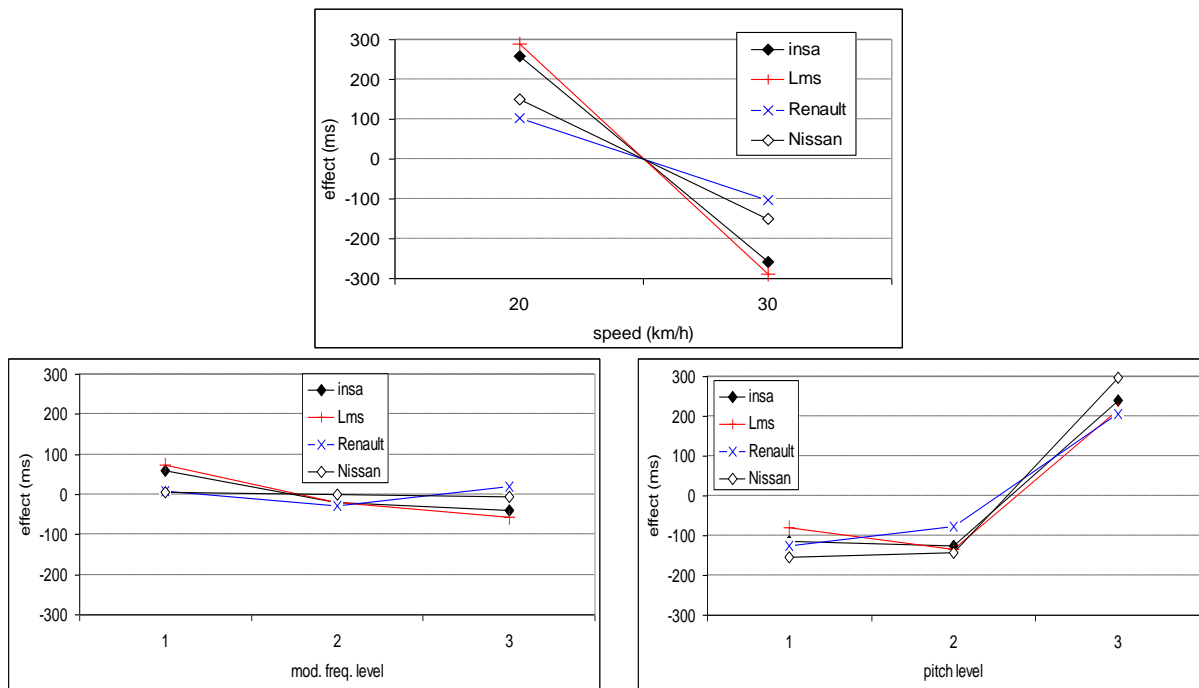 300
200
100
0
-100
-200
-300
effect (ms)
insa
Lms
Renault
Nissan
20 30
speed (km/h)
300
200
100
0
-100
-200
-300
effect (ms)
insa
Lms
Renault
Nissan
1 2 3
mod. freq. level
300
200
100
0
-100
-200
-300
effect (ms)
insa
Lms
Renault
Nissan
1 2 3
pitch level